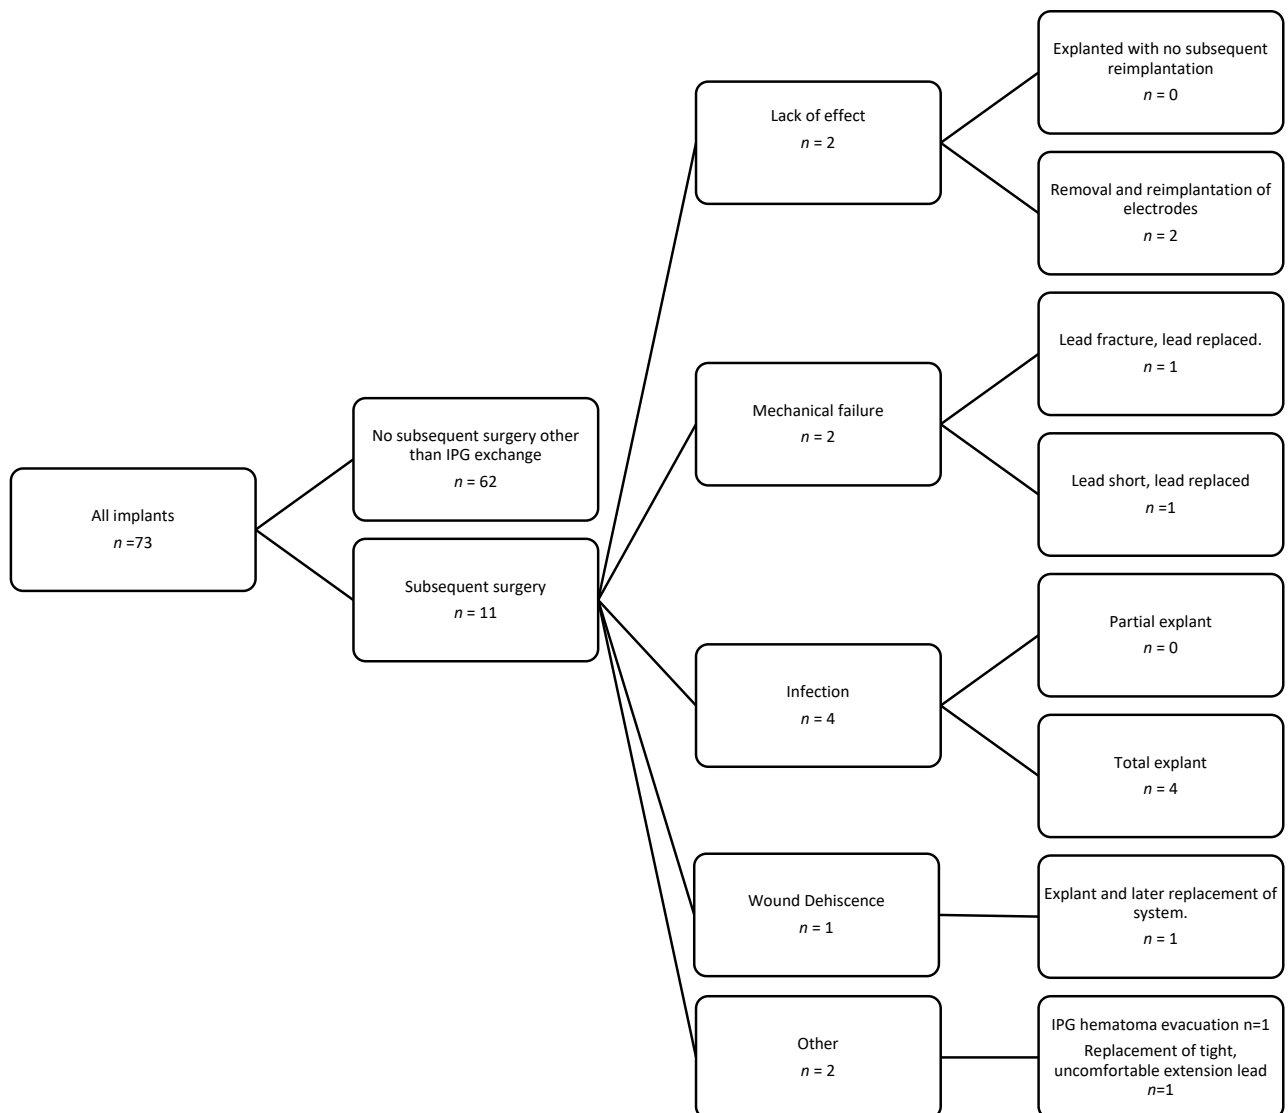 All implants
n =73
No subsequent surgery other
than IPG exchange
n = 62
Subsequent surgery
n = 11
Lack of effect
n = 2
Mechanical failure
n = 2
Infection
n = 4
Wound Dehiscence
n = 1
Other
n = 2
Explanted with no subsequent
reimplantation
n = 0
Removal and reimplantation of
electrodes
n = 2
Lead fracture, lead replaced.
n = 1
Lead short, lead replaced
n =1
Partial explant
n = 0
Total explant
n = 4
Explant and later replacement of
system.
n = 1
IPG hematoma evacuation n=1
Replacement of tight,
uncomfortable extension lead
n=1